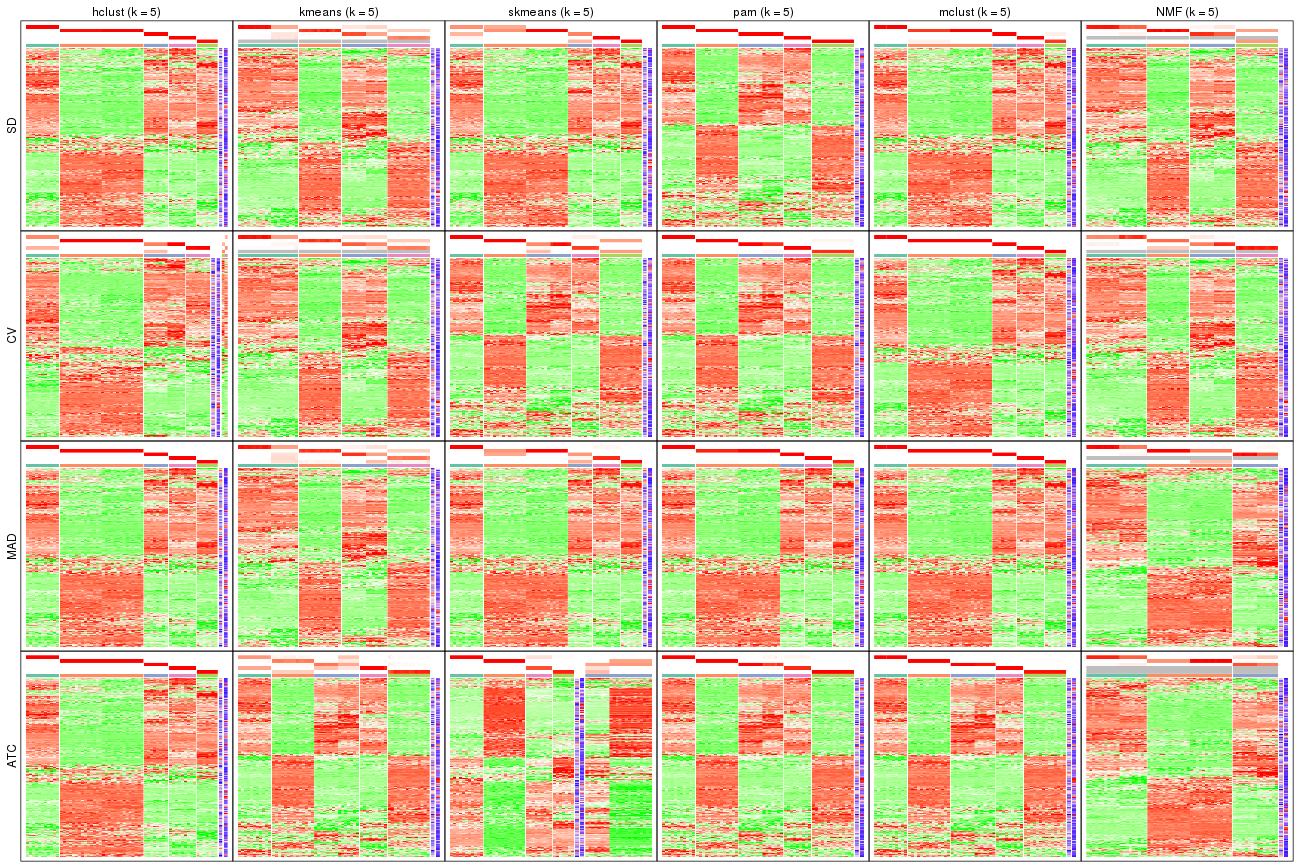 hclust (k = 5) kmeans (k = 5) skmeans (k = 5) pam (k = 5) mclust (k = 5) NMF (k = 5)
SD
CV
MAD
ATC